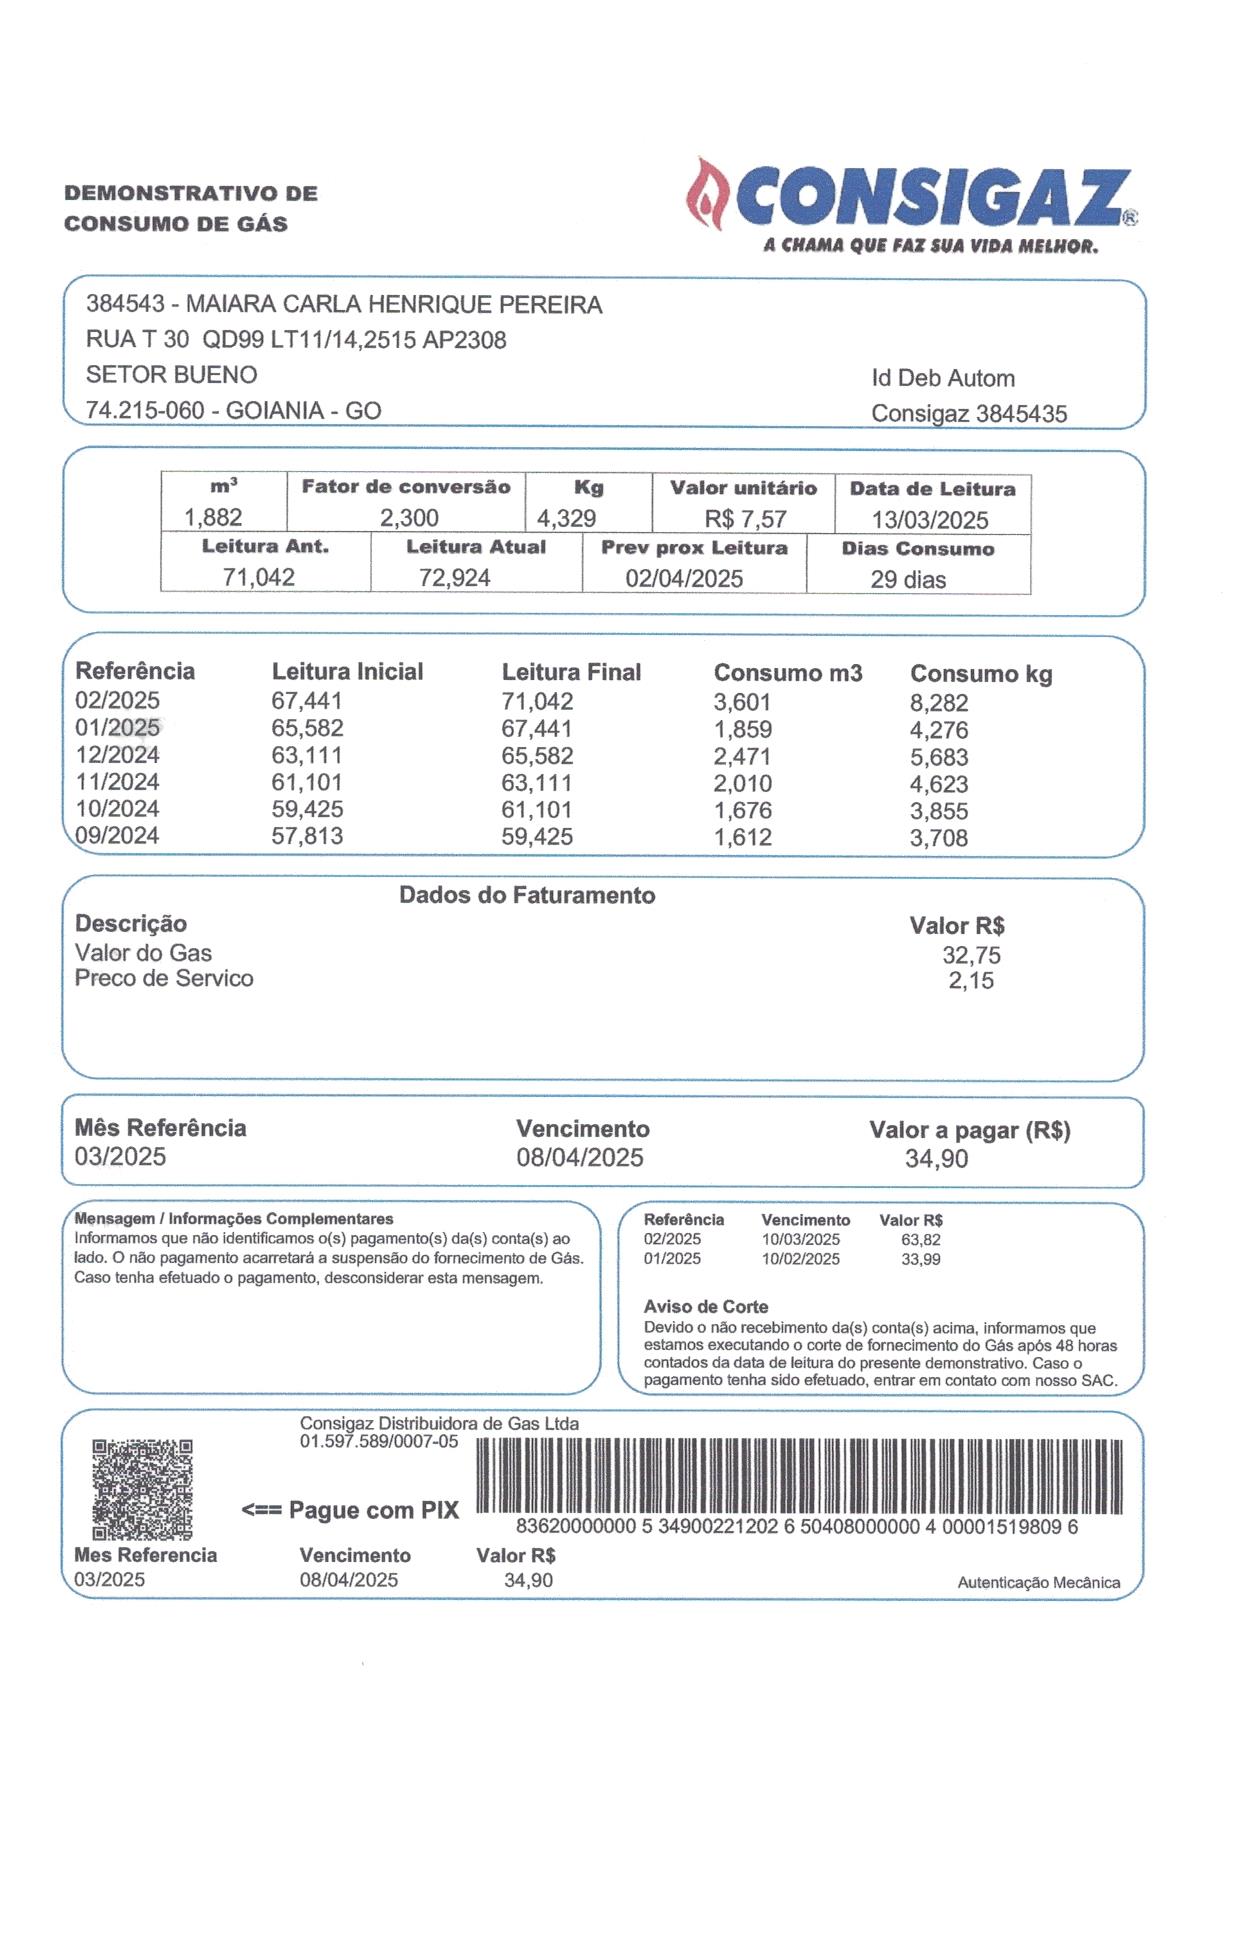 DEMONSTRATIVO DE
CONSUMO DE GÁS
CONSIGAZ®
A CHAMA QUE FAZ SUA VIDA MELHOR.
384543 - MAIARA CARLA HENRIQUE PEREIRA
RUA T 30 QD99 LT11/14,2515 AP2308
SETOR BUENO
74.215-060 - GOIANIA - GO
Id Deb Autom
Consigaz 3845435
m³ Fator de conversão Kg Valor unitário Data de Leitura
1,882 2,300 4,329 R$ 7,57 13/03/2025
Leitura Ant. Leitura Atual Prev prox Leitura Dias Consumo
71,042 72,924 02/04/2025 29 dias
Referência Leitura Inicial Leitura Final Consumo m3 Consumo kg
02/2025 67,441 71,042 3,601 8,282
01/2025 65,582 67,441 1,859 4,276
12/2024 63,111 65,582 2,471 5,683
11/2024 61,101 63,111 2,010 4,623
10/2024 59,425 61,101 1,676 3,855
09/2024 57,813 59,425 1,612 3,708
Dados do Faturamento
Descrição Valor R$
Valor do Gas 32,75
Preco de Servico 2,15
Mês Referência Vencimento Valor a pagar (R$)
03/2025 08/04/2025 34,90
Mensagem / Informações Complementares
Informamos que não identificamos o(s) pagamento(s) da(s) conta(s) ao
lado. O não pagamento acarretará a suspensão do fornecimento de Gás.
Caso tenha efetuado o pagamento, desconsiderar esta mensagem.
Referência Vencimento Valor R$
02/2025 10/03/2025 63,82
01/2025 10/02/2025 33,99
Aviso de Corte
Devido o não recebimento da(s) conta(s) acima, informamos que
estamos executando o corte de fornecimento do Gás após 48 horas
contados da data de leitura do presente demonstrativo. Caso o
pagamento tenha sido efetuado, entrar em contato com nosso SAC.
Consigaz Distribuidora de Gas Ltda
01.597.589/0007-05
<== Pague com PIX
83620000000 5 34900221202 6 50408000000 4 00001519809 6
Mes Referencia Vencimento Valor R$
03/2025 08/04/2025 34,90
Autenticação Mecânica